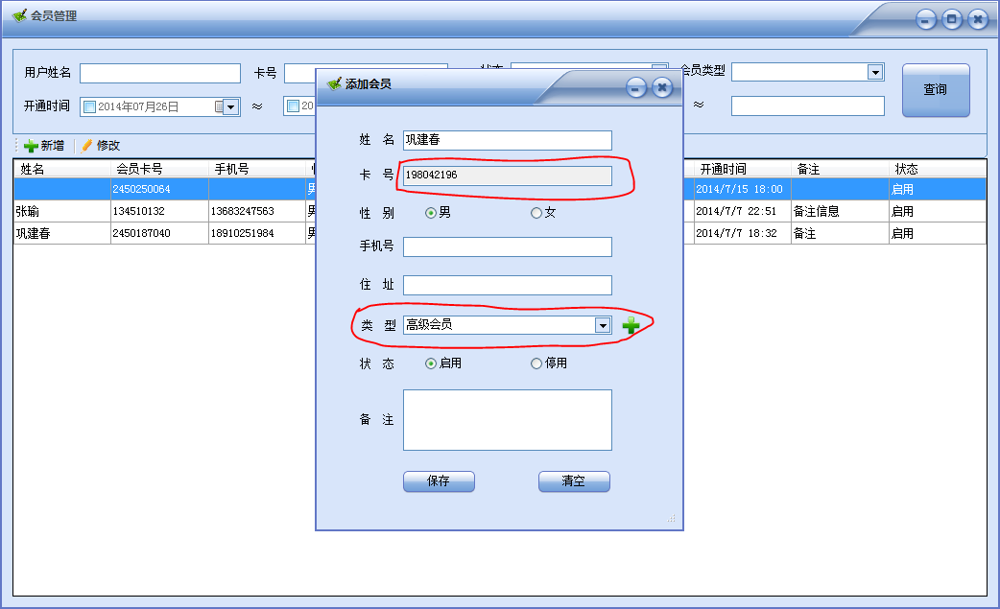 会员管理
用户姓名
卡号
会员类型
查询
开通时间
2014年07月26日
≈
20
≈
新增
修改
姓名 会员卡号 手机号 开通时间 备注 状态
2450250064 男 2014/7/15 18:00 启用
张瑜 134510132 13683247563 男 2014/7/7 22:51 备注信息 启用
巩建春 2450187040 18910251984 男 2014/7/7 18:32 备注 启用
添加会员
姓 名 巩建春
卡 号 198042196
性 别 男 女
手机号
住 址
类 型 高级会员
状 态 启用 停用
备 注
保存 清空